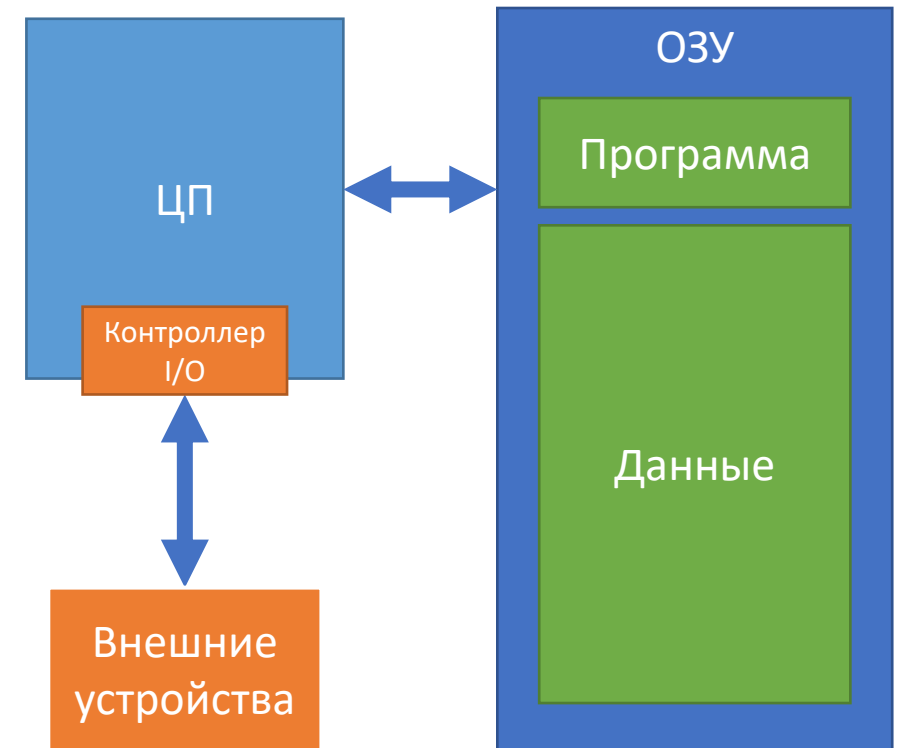 ЦП
Контроллер
I/O
Внешние
устройства
ОЗУ
Программа
Данные